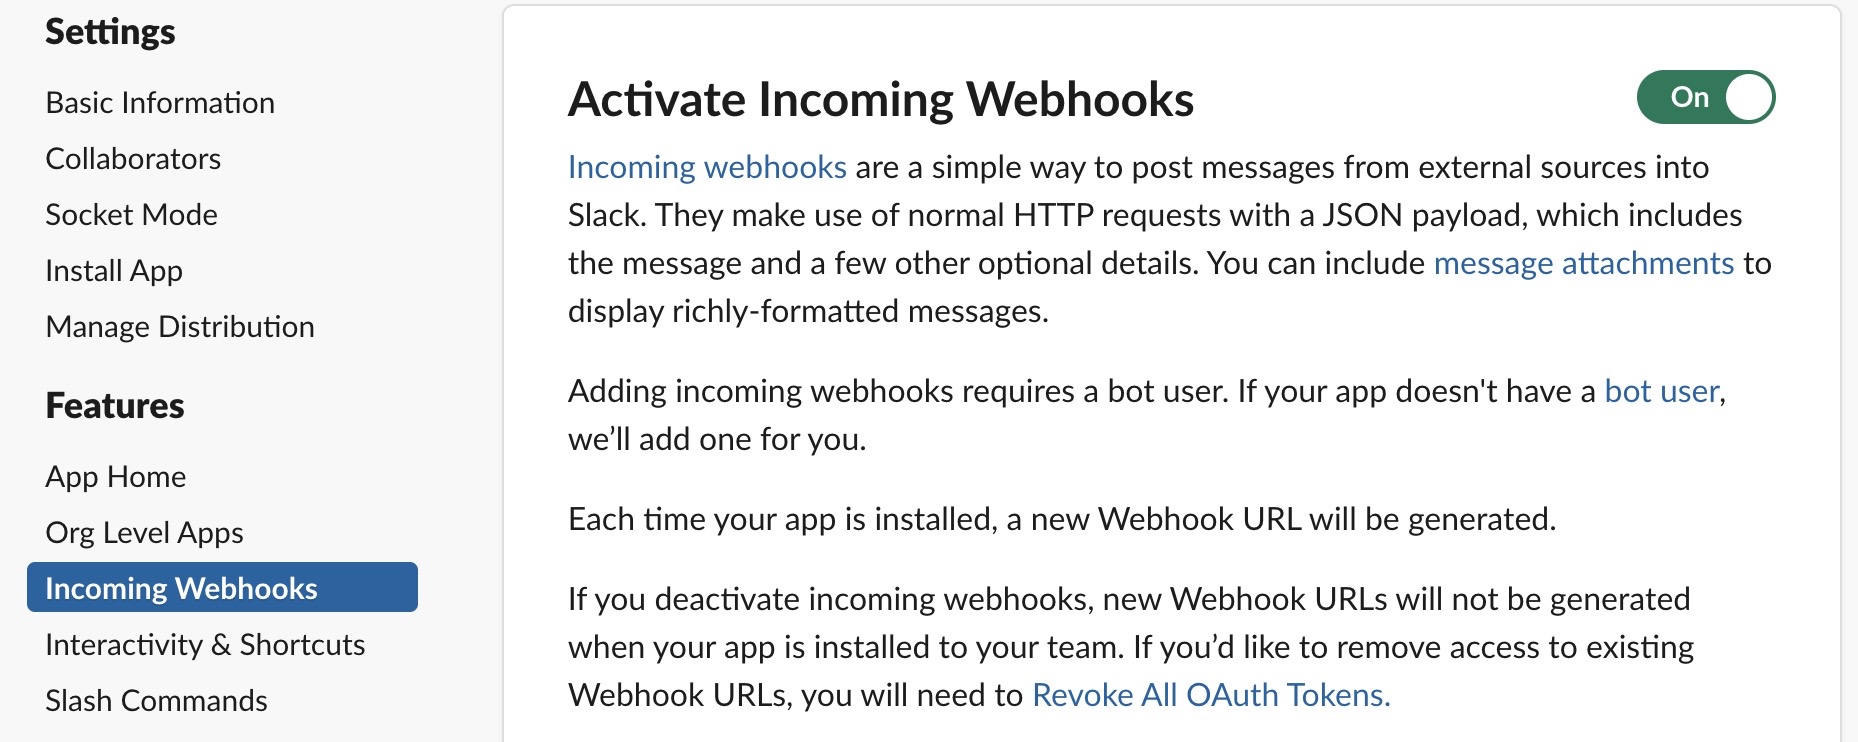 Settings
Basic Information
Collaborators
Socket Mode
Install App
Manage Distribution
Features
App Home
Org Level Apps
Incoming Webhooks
Interactivity & Shortcuts
Slash Commands
Activate Incoming Webhooks
On
Incoming webhooks are a simple way to post messages from external sources into
Slack. They make use of normal HTTP requests with a JSON payload, which includes
the message and a few other optional details. You can include message attachments to
display richly-formatted messages.
Adding incoming webhooks requires a bot user. If your app doesn't have a bot user,
we’ll add one for you.
Each time your app is installed, a new Webhook URL will be generated.
If you deactivate incoming webhooks, new Webhook URLs will not be generated
when your app is installed to your team. If you’d like to remove access to existing
Webhook URLs, you will need to Revoke All OAuth Tokens.